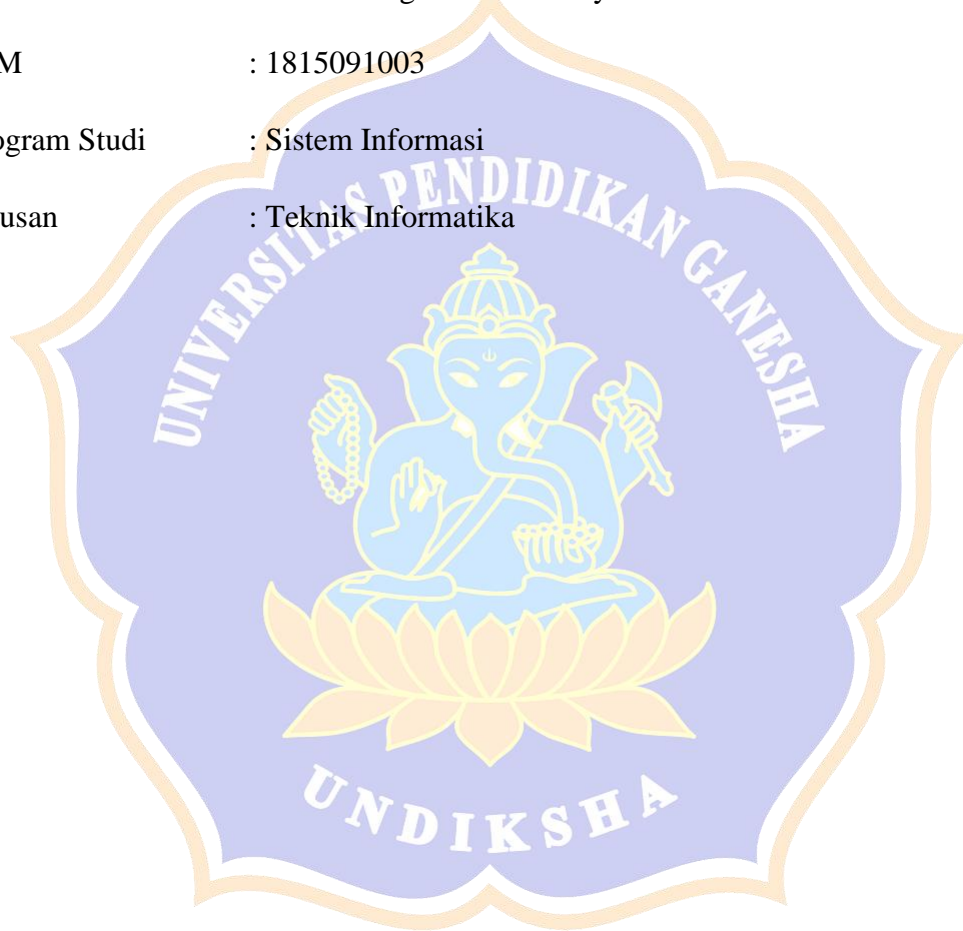 M : 1815091003
ogram Studi : Sistem Informasi
usan : Teknik Informatika
UNIVERSITAS PENDIDIKAN GANESHA
UNDIKSHA